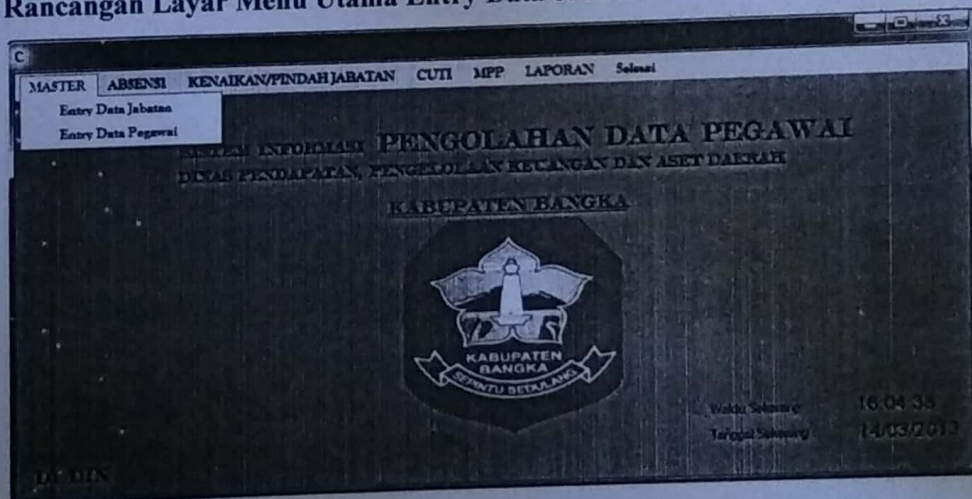 Rancangan Layar Menu Utama Entry Data
C
MASTER ABSENSI KENAIKAN/PINDAH JABATAN CUTI MPP LAPORAN Selesai
Entry Data Jabatan
Entry Data Pegawai
INFORMASI PENGOLAHAN DATA PEGAWAI
DINAS PENDAPATAN, PENGELOLAAN KEUANGAN DAN ASET DAERAH
KABUPATEN BANGKA
KABUPATEN
BANGKA
SEPINTU SEDULANG
Waktu Sekarang 16:04:38
Tanggal Sekarang 14/03/2013